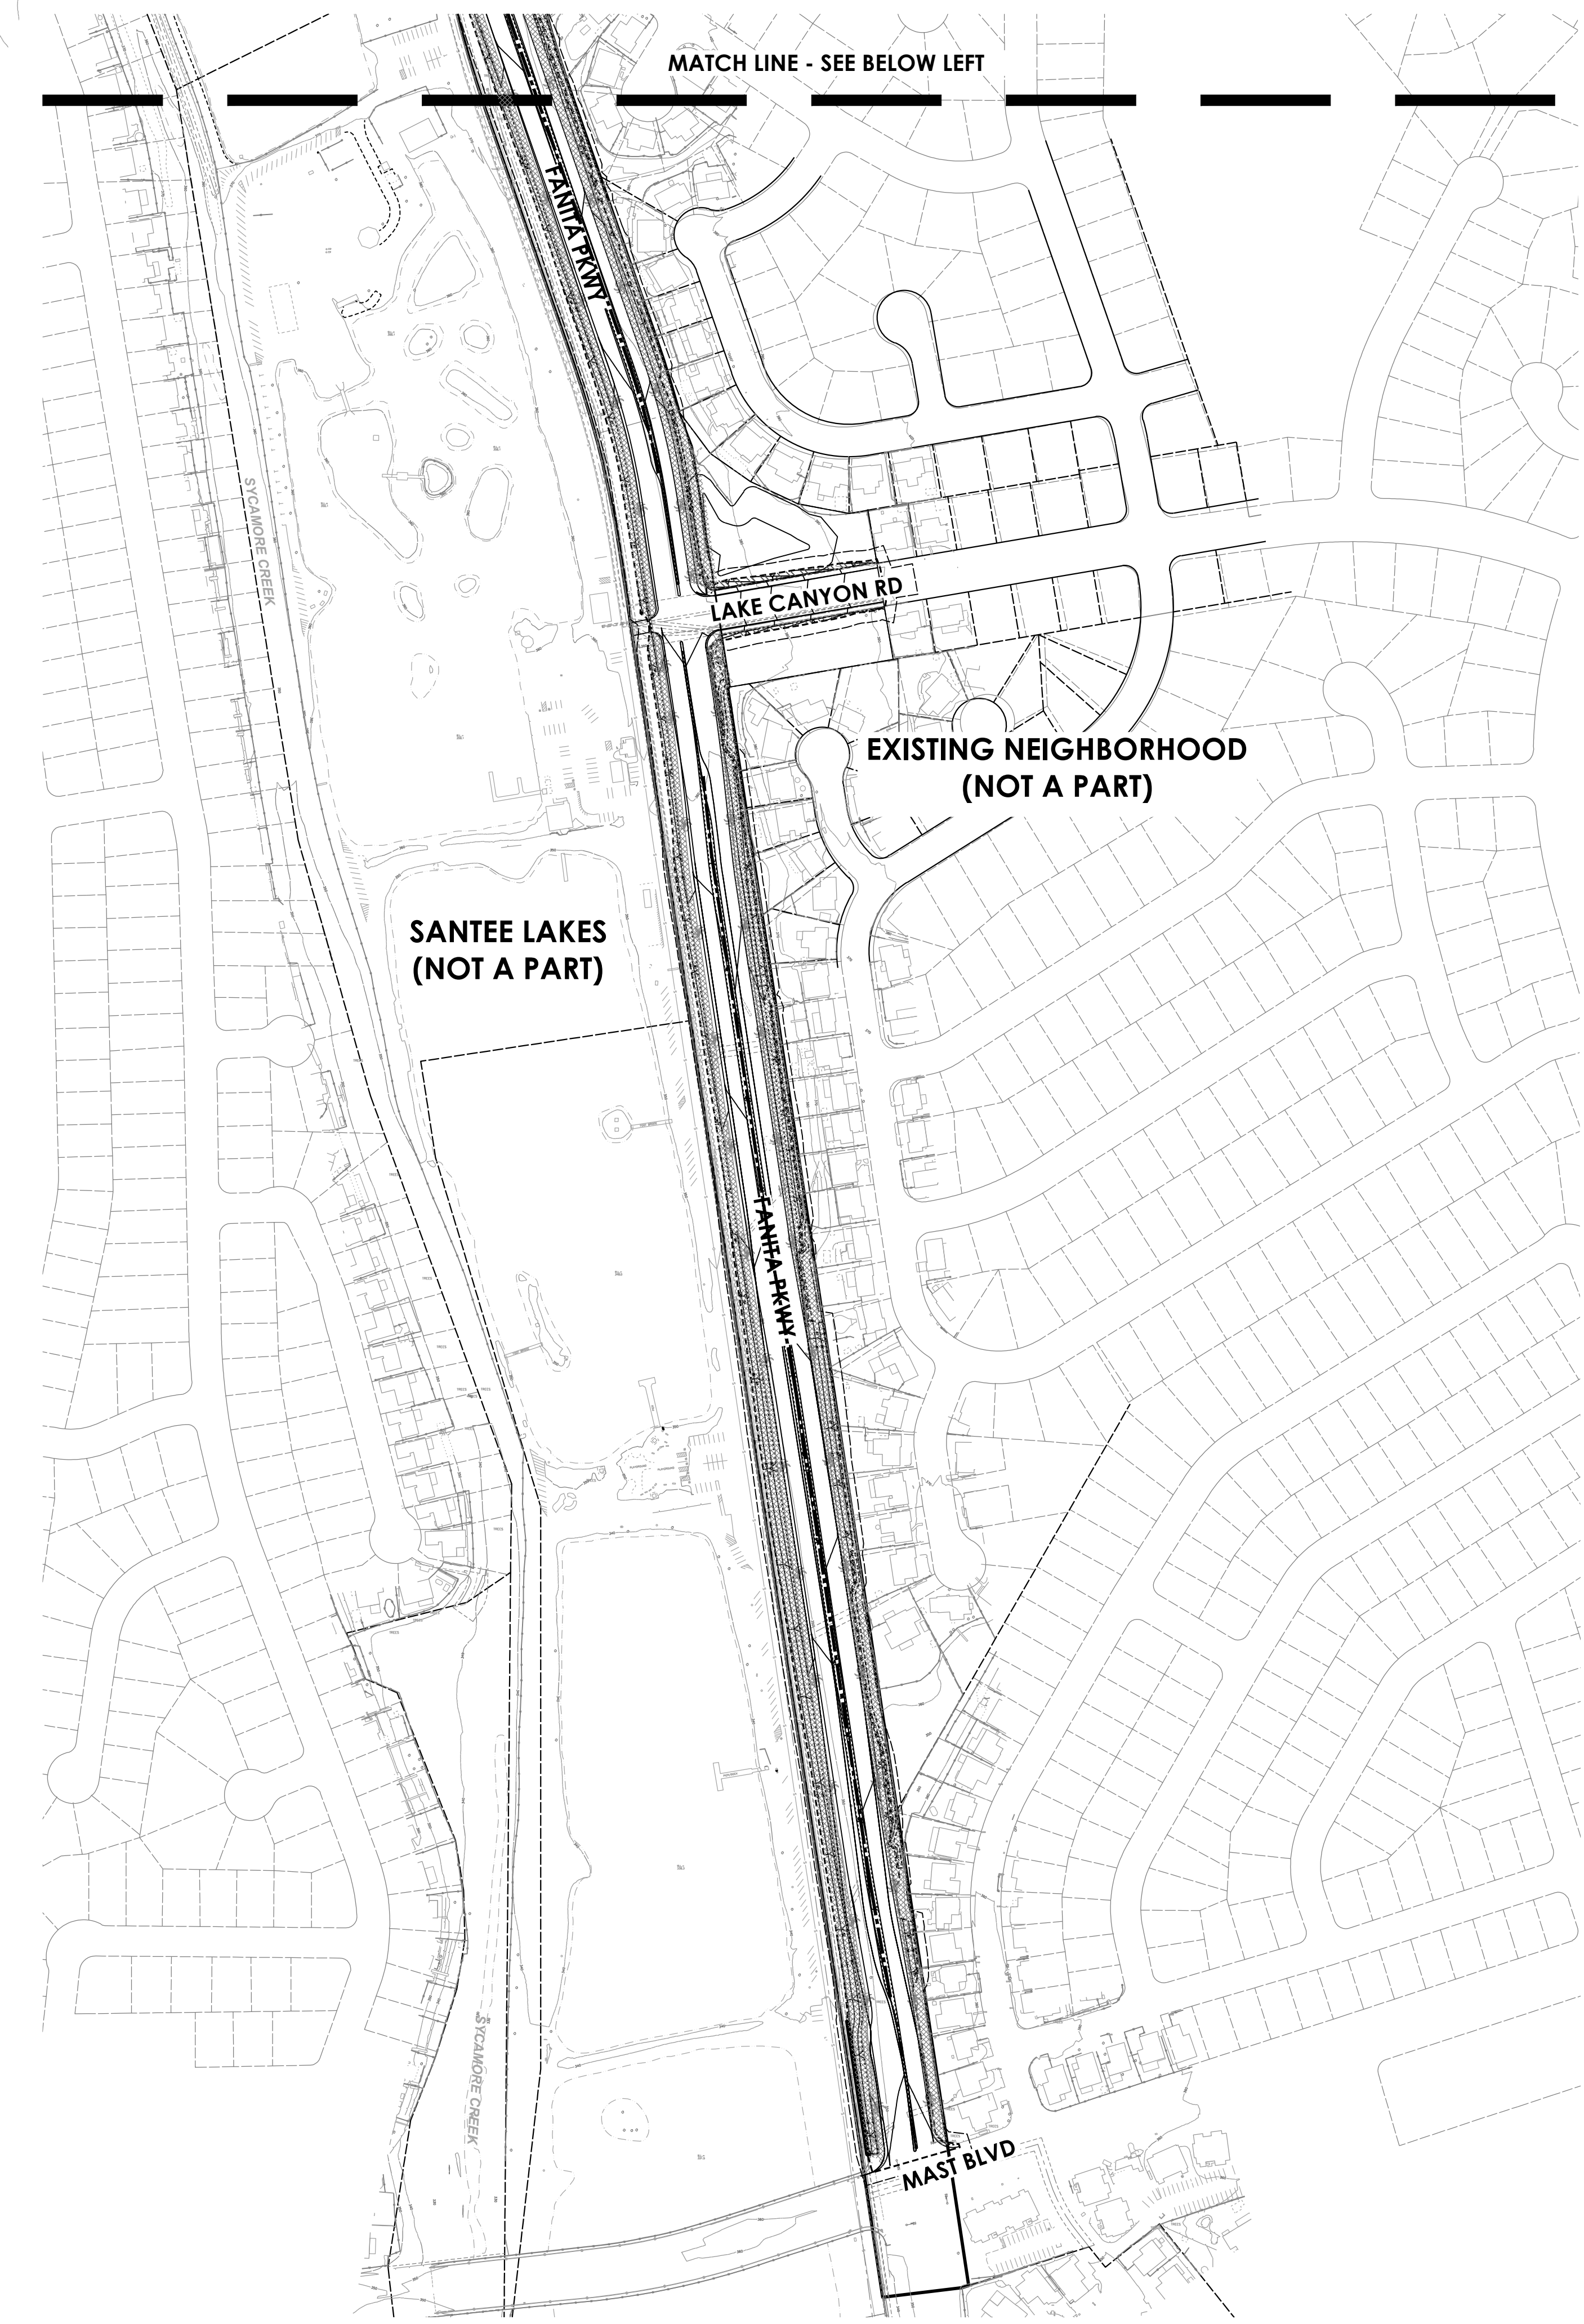 MATCH LINE - SEE BELOW LEFT
FANITA PKWY
SYCAMORE CREEK
LAKE CANYON RD
EXISTING NEIGHBORHOOD
(NOT A PART)
SANTEE LAKES
(NOT A PART)
FANITA PKWY
SYCAMORE CREEK
MAST BLVD